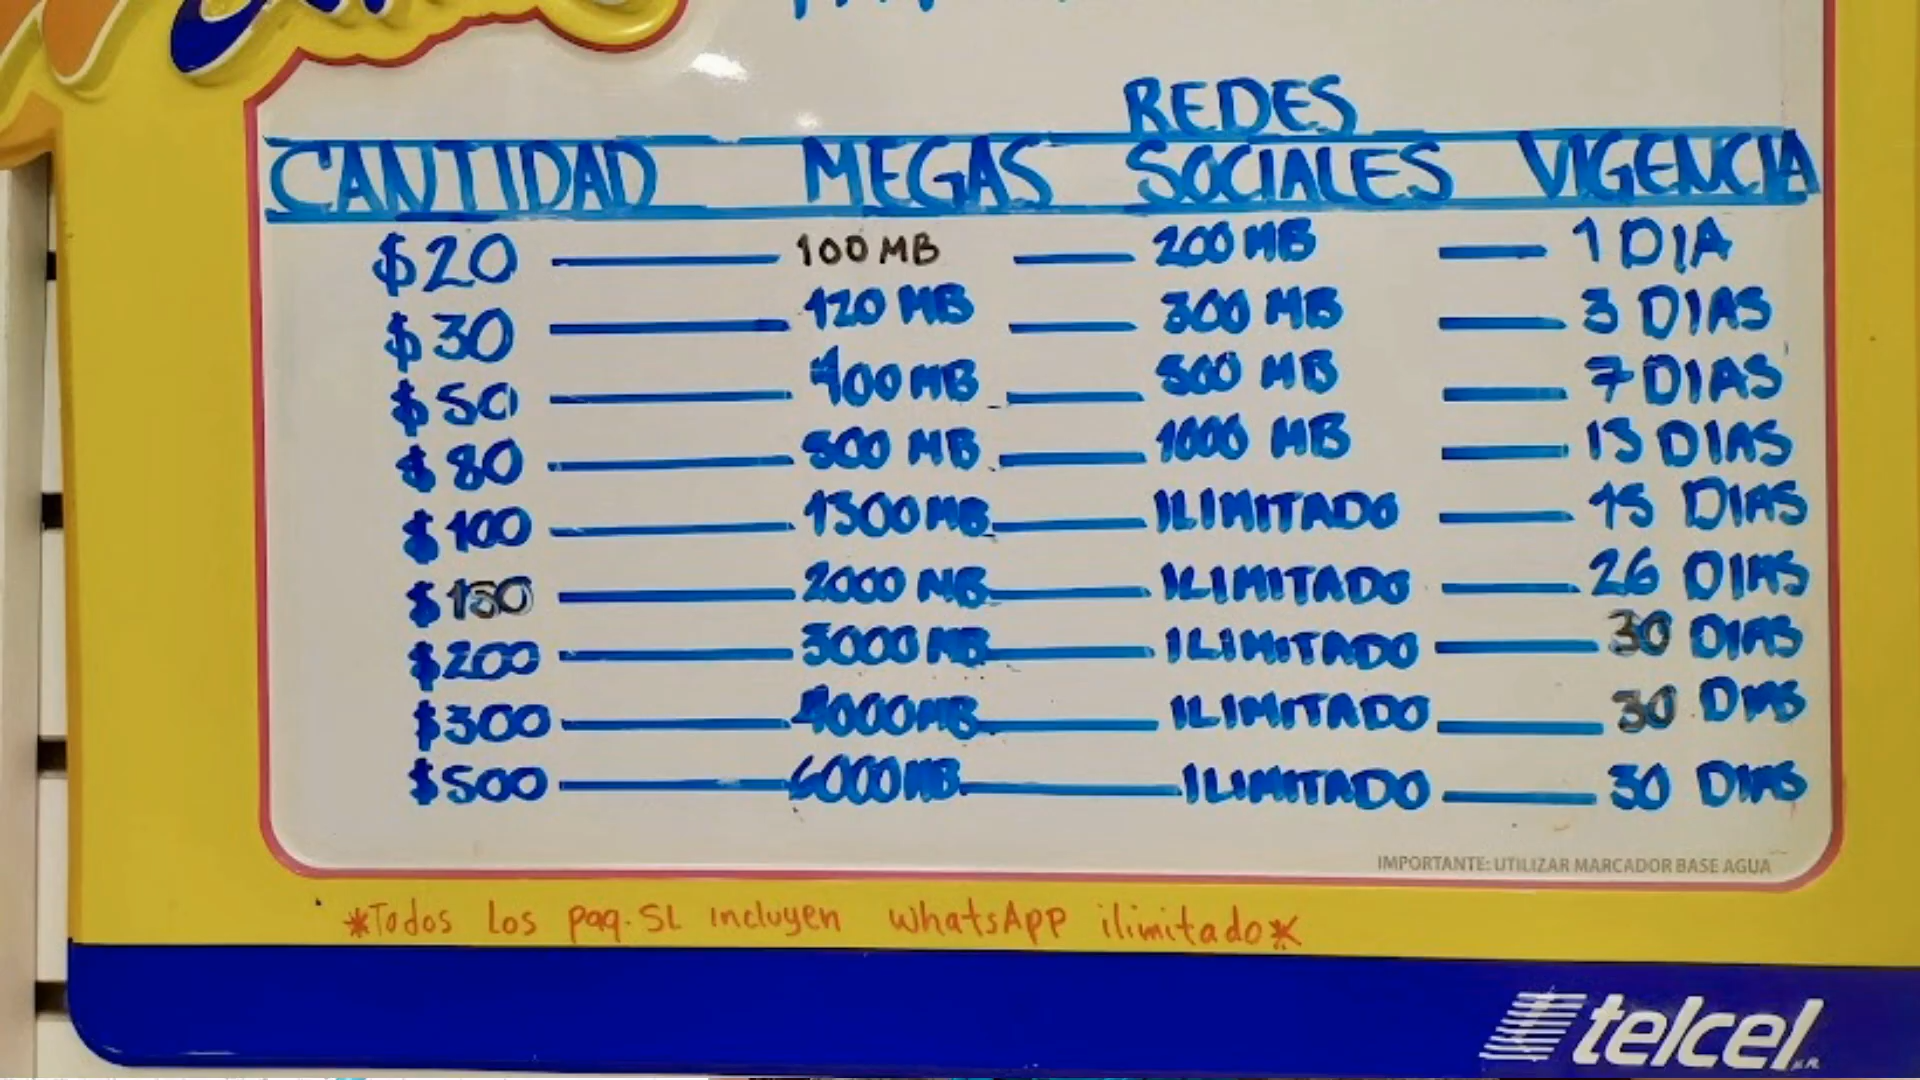 REDES
CANTIDAD MEGAS SOCIALES VIGENCIA
$20 100 MB 200 MB 1 DIA
$30 120 MB 300 MB 3 DIAS
$50 400 MB 500 MB 7 DIAS
$80 500 MB 1000 MB 13 DIAS
$100 1500 MB ILIMITADO 15 DIAS
$150 2000 MB ILIMITADO 26 DIAS
$200 3000 MB ILIMITADO 30 DIAS
$300 4000 MB ILIMITADO 30 DIAS
$500 6000 MB ILIMITADO 30 DIAS
IMPORTANTE: UTILIZAR MARCADOR BASE AGUA
*Todos los paq. SL incluyen whatsApp ilimitado*
telcel